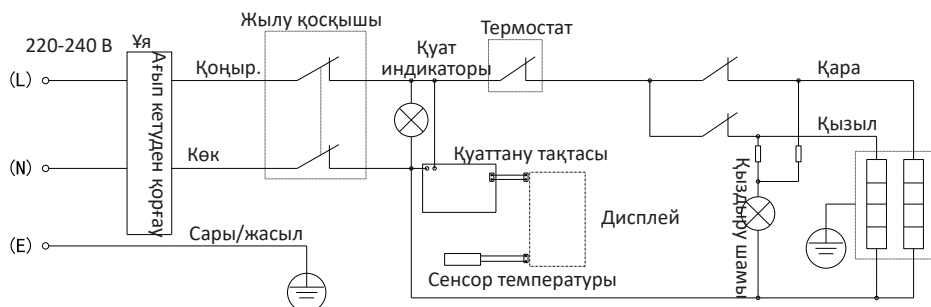 Жылу қосқышы
220-240 В
Ұя
Термостат
Қуат
индикаторы
(L)
Қоңыр.
Қара
Ағып кетуден қорғау
Қызыл
(N)
Көк
Қуаттану тақтасы
Қыздыру шамы
Дисплей
(E)
Сары/жасыл
Сенсор температуры